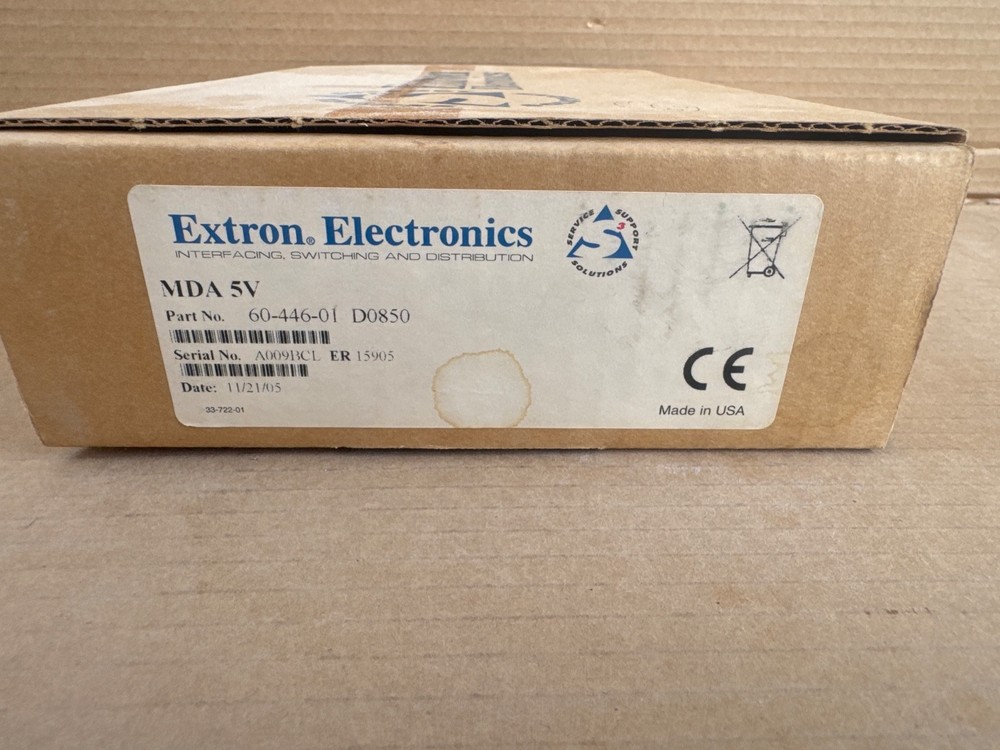 Extron® Electronics
INTERFACING, SWITCHING AND DISTRIBUTION
SERVICE SUPPORT SOLUTIONS
3
MDA 5V
Part No. 60-446-01 D0850
Serial No. A009BCL ER 15905
Date: 11/21/05
33-722-01
CE
Made in USA